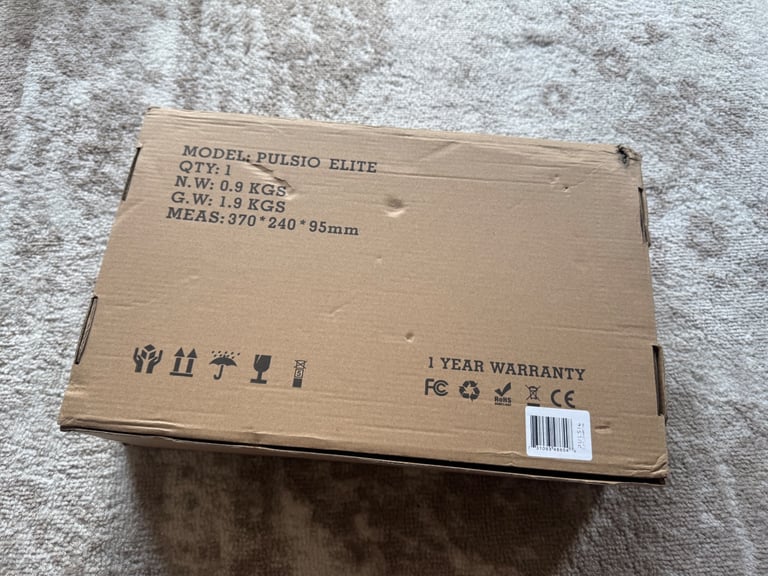 MODEL: PULSIO ELITE
QTY: 1
N.W: 0.9 KGS
G.W: 1.9 KGS
MEAS: 370*240*95mm
1 YEAR WARRANTY
FC
RoHS
CE